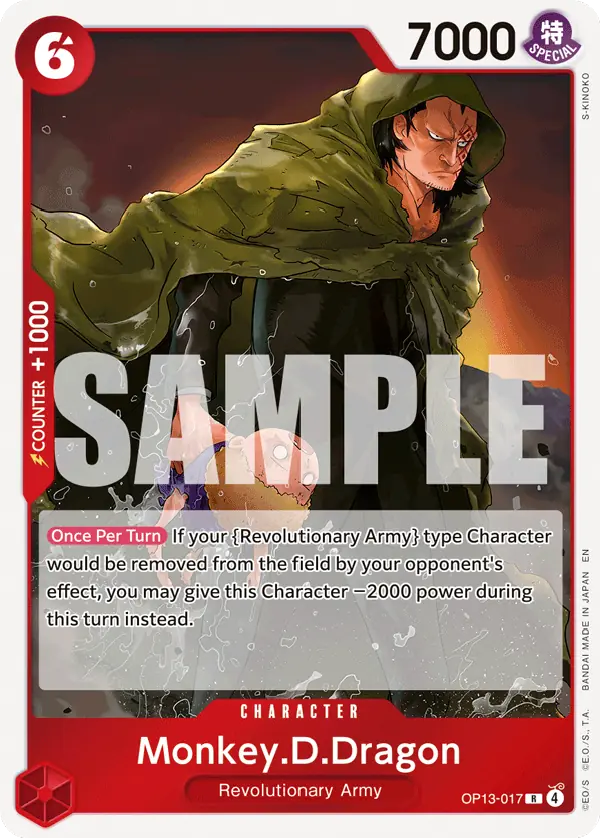 6
7000
特
SPECIAL
S-KINOKO
COUNTER +1000
SAMPLE
Once Per Turn If your {Revolutionary Army} type Character
would be removed from the field by your opponent's
effect, you may give this Character −2000 power during
this turn instead.
CHARACTER
Monkey.D.Dragon
Revolutionary Army
OP13-017 R 4
©E.O/S ©E.O./S., T.A. BANDAI MADE IN JAPAN EN